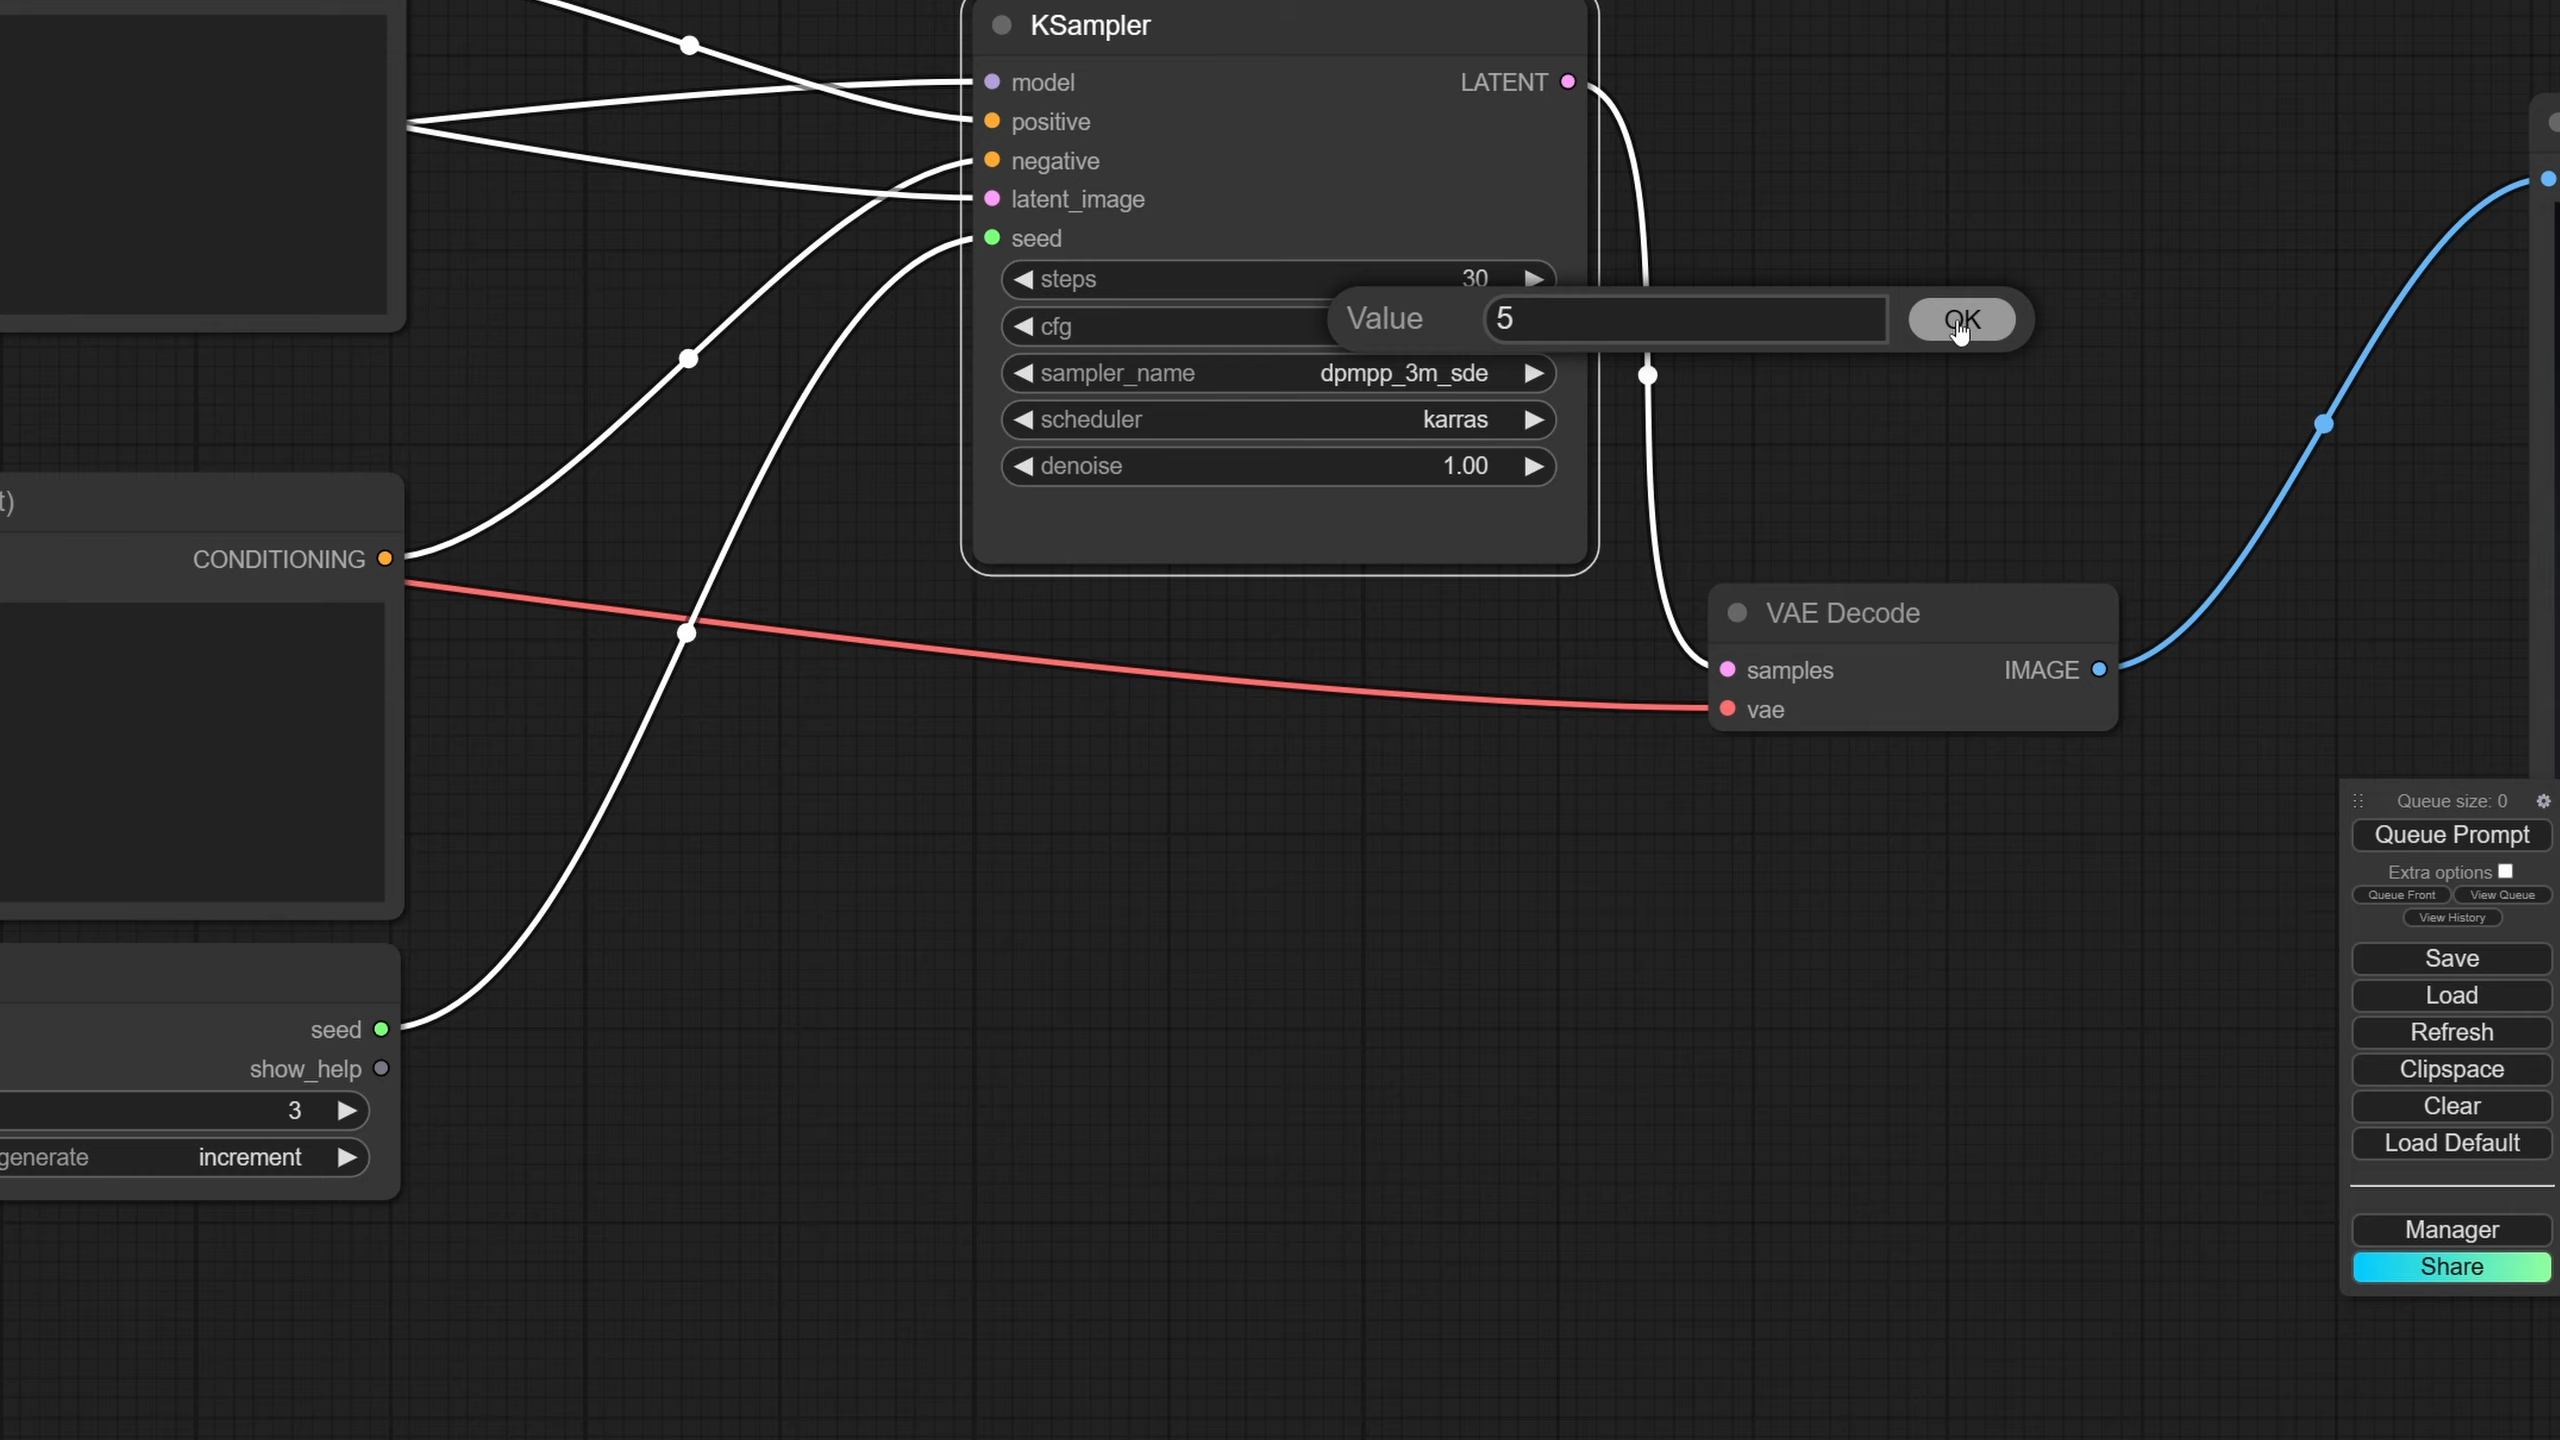 KSampler
model
LATENT
positive
negative
latent_image
seed
steps 30
Value 5 OK
cfg
sampler_name dpmpp_3m_sde
scheduler karras
denoise 1.00
t)
CONDITIONING
VAE Decode
samples
IMAGE
vae
Queue size: 0
Queue Prompt
Extra options
Queue Front View Queue
View History
Save
Load
Refresh
Clipspace
Clear
Load Default
Manager
Share
seed
show_help
3
generate increment